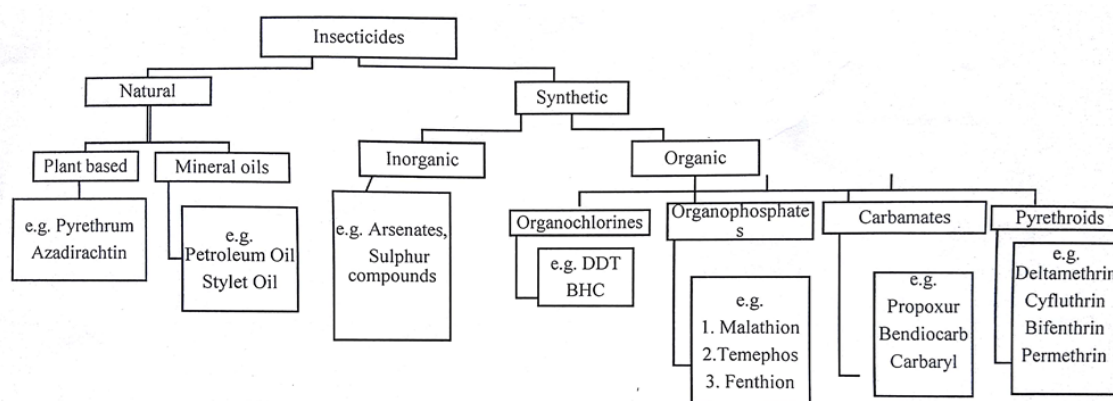 Insecticides
Natural
Synthetic
Plant based
Mineral oils
Inorganic
Organic
e.g. Pyrethrum
Azadirachtin
e.g.
Petroleum Oil
Stylet Oil
e.g. Arsenates,
Sulphur
compounds
Organochlorines
Organophosphate
s
Carbamates
Pyrethroids
e.g. DDT
BHC
e.g.
1. Malathion
2.Temephos
3. Fenthion
e.g.
Propoxur
Bendiocarb
Carbaryl
e.g.
Deltamethrin
Cyfluthrin
Bifenthrin
Permethrin